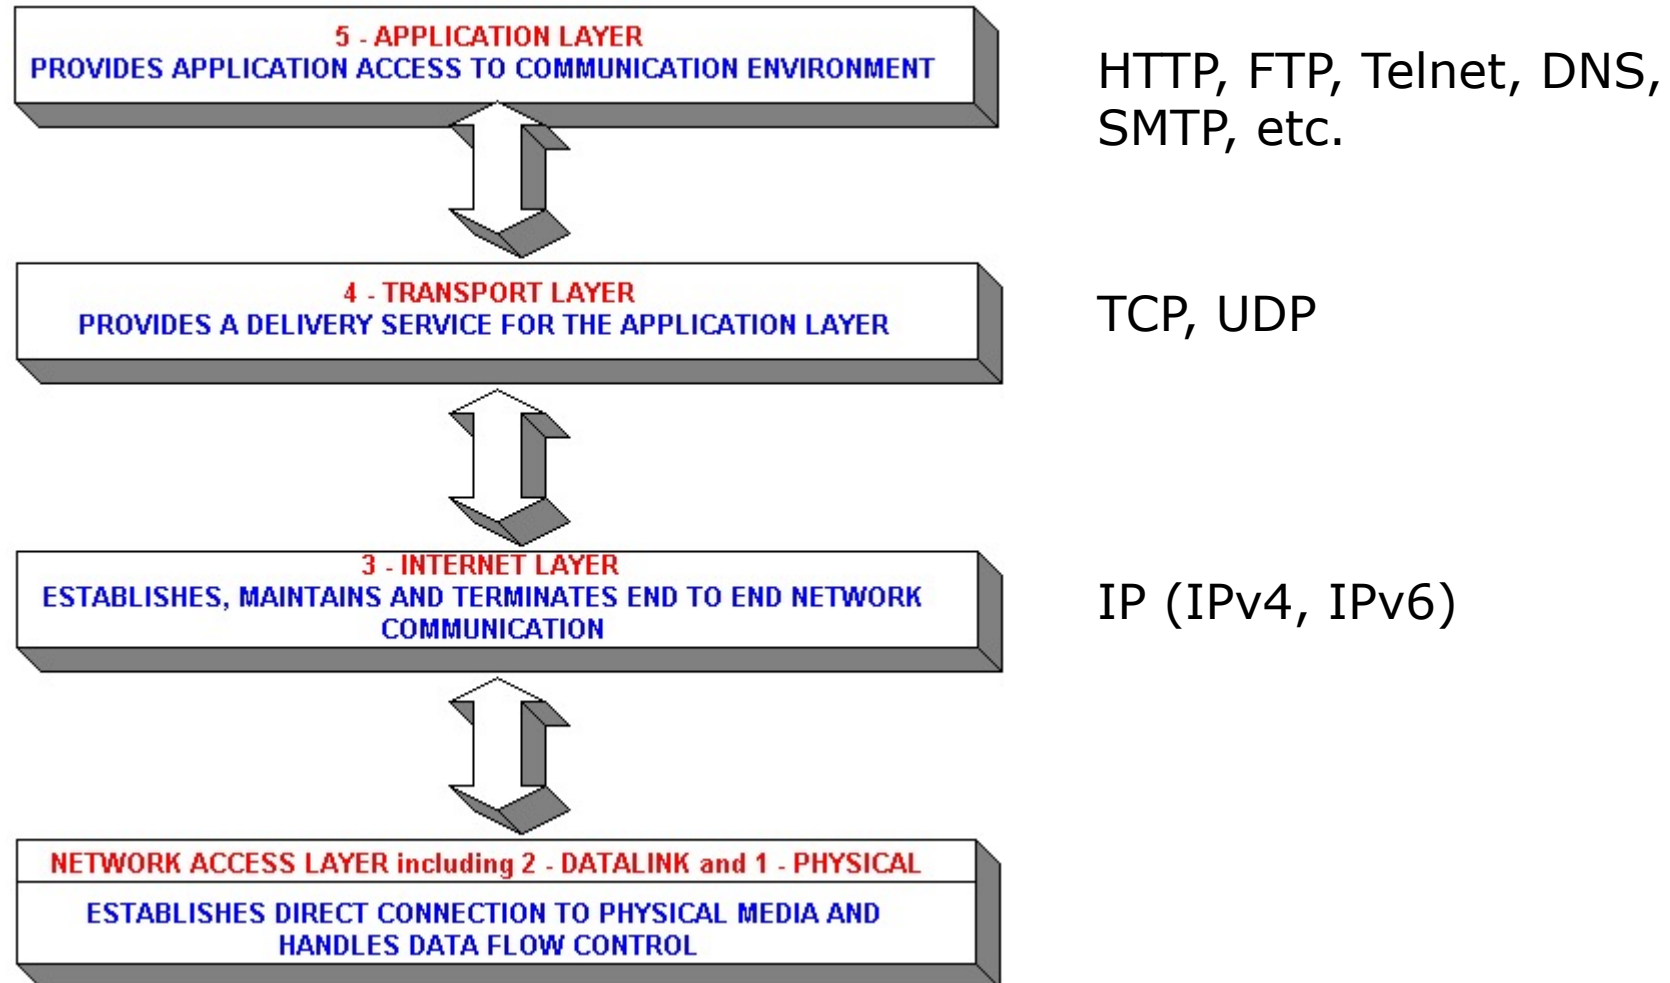 5 - APPLICATION LAYER
PROVIDES APPLICATION ACCESS TO COMMUNICATION ENVIRONMENT
HTTP, FTP, Telnet, DNS,
SMTP, etc.
4 - TRANSPORT LAYER
PROVIDES A DELIVERY SERVICE FOR THE APPLICATION LAYER
TCP, UDP
3 - INTERNET LAYER
ESTABLISHES, MAINTAINS AND TERMINATES END TO END NETWORK
COMMUNICATION
IP (IPv4, IPv6)
NETWORK ACCESS LAYER including 2 - DATALINK and 1 - PHYSICAL
ESTABLISHES DIRECT CONNECTION TO PHYSICAL MEDIA AND
HANDLES DATA FLOW CONTROL